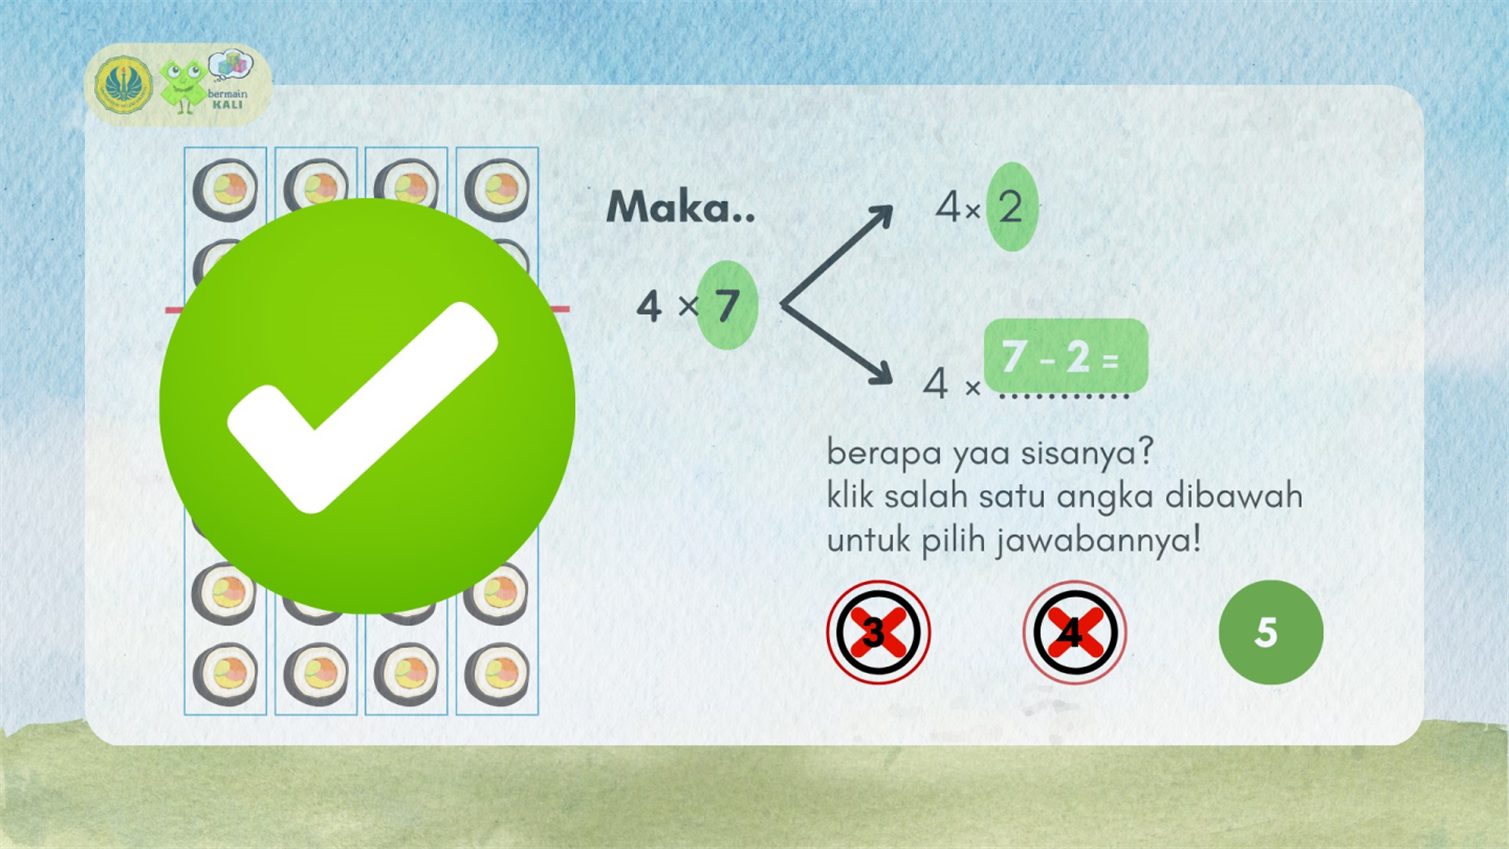 bermain
KALI
Maka..
4 × 7
4× 2
4 × 7 - 2 =
...........
berapa yaa sisanya?
klik salah satu angka dibawah
untuk pilih jawabannya!
3 4 5